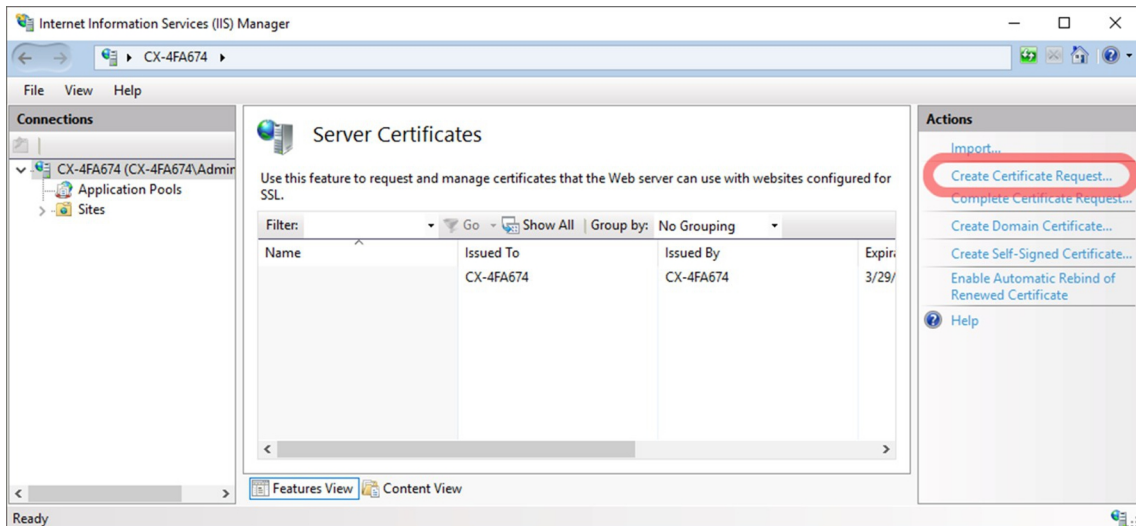 Internet Information Services (IIS) Manager
CX-4FA674
File View Help
Connections
CX-4FA674 (CX-4FA674\Admin
Application Pools
Sites
Server Certificates
Use this feature to request and manage certificates that the Web server can use with websites configured for
SSL.
Filter: Go Show All Group by: No Grouping
Name Issued To Issued By Expira
CX-4FA674 CX-4FA674 3/29/
Features View Content View
Actions
Import...
Create Certificate Request...
Complete Certificate Request...
Create Domain Certificate...
Create Self-Signed Certificate...
Enable Automatic Rebind of
Renewed Certificate
Help
Ready